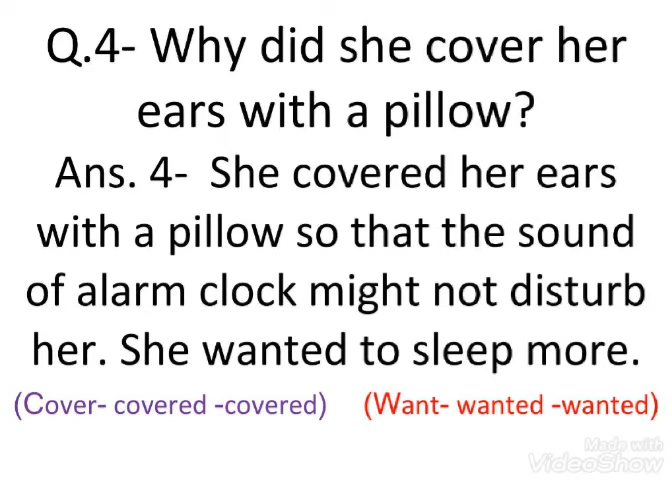 Q.4- Why did she cover her
ears with a pillow?
Ans. 4- She covered her ears
with a pillow so that the sound
of alarm clock might not disturb
her. She wanted to sleep more.
(Cover- covered -covered) (Want- wanted -wanted)
Made with
VideoShow